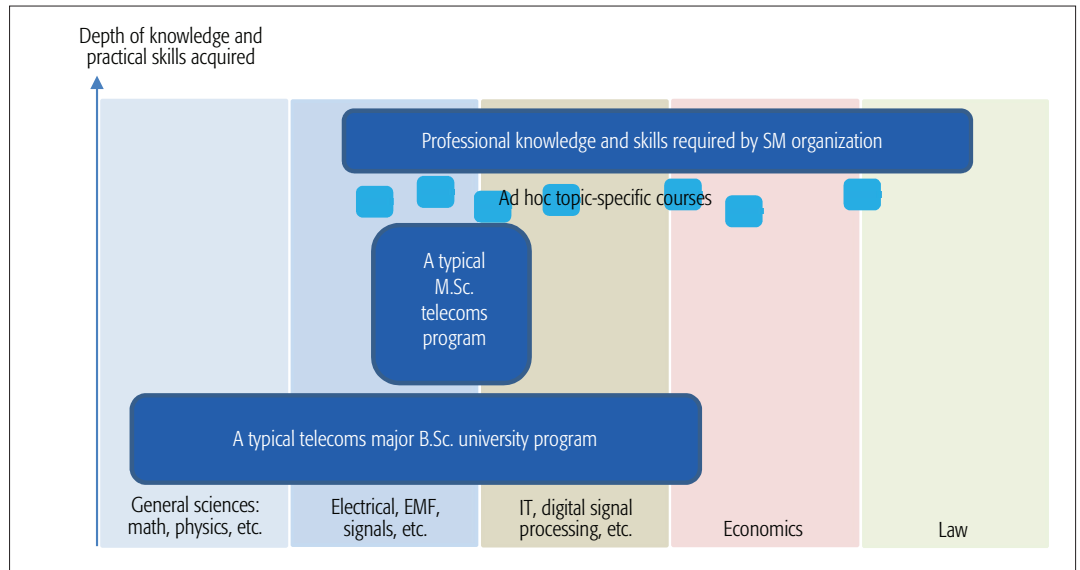 Depth of knowledge and
practical skills acquired
Professional knowledge and skills required by SM organization
Ad hoc topic-specific courses
A typical
M.Sc.
telecoms
program
A typical telecoms major B.Sc. university program
General sciences:
math, physics, etc.
Electrical, EMF,
signals, etc.
IT, digital signal
processing, etc.
Economics
Law